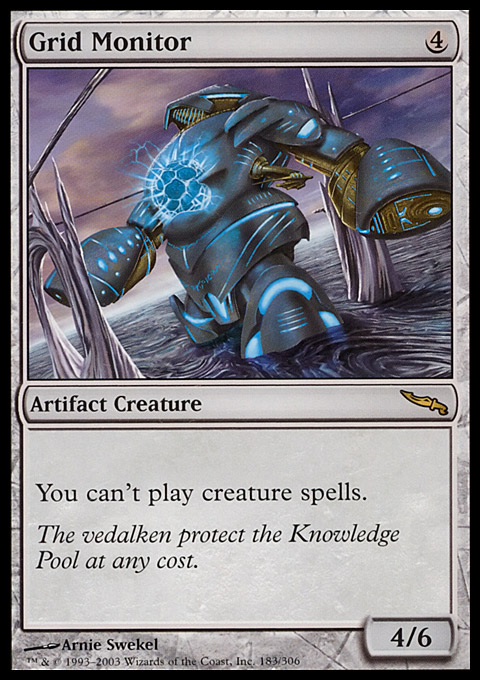 Grid Monitor
4
Artifact Creature
You can't play creature spells.
The vedalken protect the Knowledge
Pool at any cost.
Arnie Swekel
4/6
™ & © 1993–2003 Wizards of the Coast, Inc. 183/306